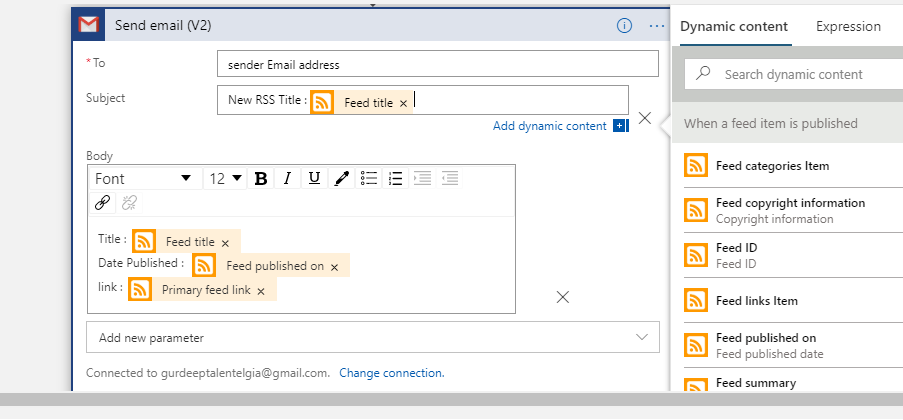 Send email (V2)
* To
sender Email address
Subject
New RSS Title : Feed title ×
Add dynamic content
Body
Font 12 B I U
Title : Feed title ×
Date Published : Feed published on ×
link : Primary feed link ×
Add new parameter
Connected to gurdeeptalentelgia@gmail.com. Change connection.
Dynamic content Expression
Search dynamic content
When a feed item is published
Feed categories Item
Feed copyright information
Copyright information
Feed ID
Feed ID
Feed links Item
Feed published on
Feed published date
Feed summary